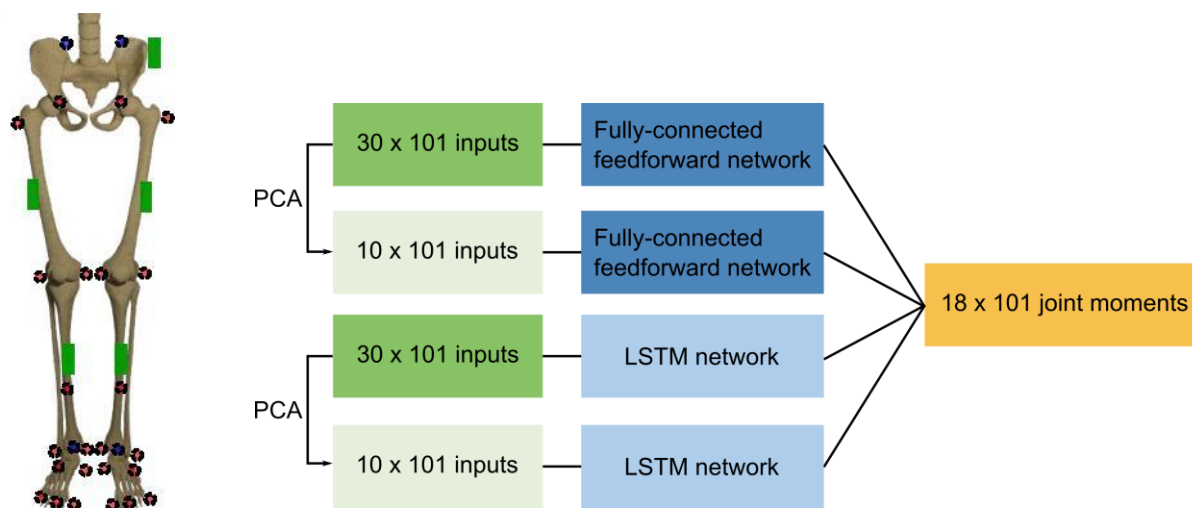 30 x 101 inputs
Fully-connected
feedforward network
PCA
10 x 101 inputs
Fully-connected
feedforward network
18 x 101 joint moments
30 x 101 inputs
LSTM network
PCA
10 x 101 inputs
LSTM network